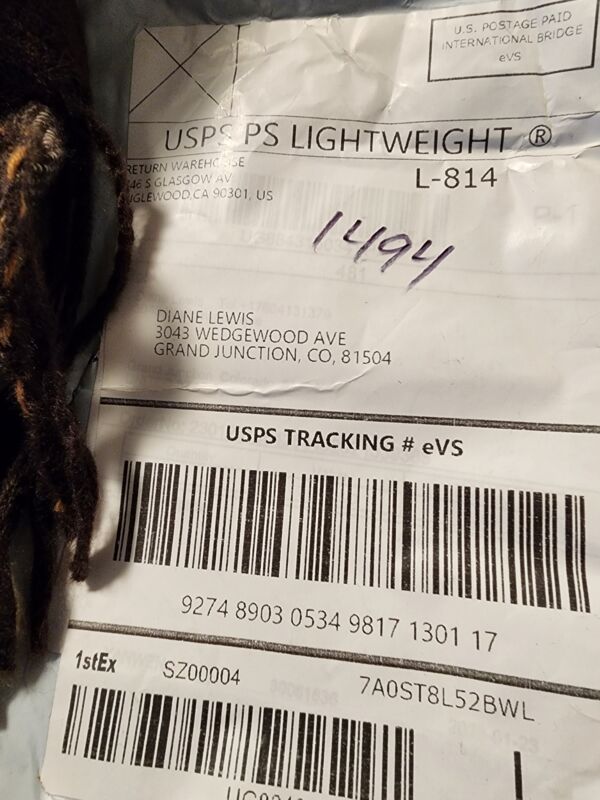 U.S. POSTAGE PAID
INTERNATIONAL BRIDGE
eVS
USPS PS LIGHTWEIGHT ®
RETURN WAREHOUSE
L-814
S GLASGOW AV
INGLEWOOD,CA 90301, US
1494
DIANE LEWIS
3043 WEDGEWOOD AVE
GRAND JUNCTION, CO, 81504
USPS TRACKING # eVS
9274 8903 0534 9817 1301 17
1stEx SZ00004 7A0ST8L52BWL